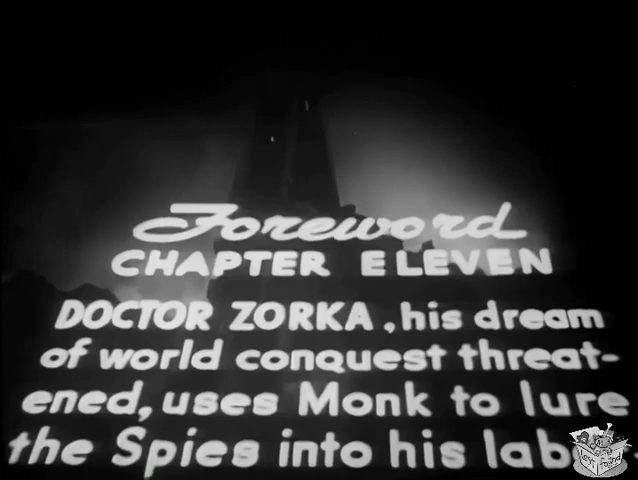 Foreword
CHAPTER ELEVEN
DOCTOR ZORKA, his dream
of world conquest threat-
ened, uses Monk to lure
the Spies into his lab